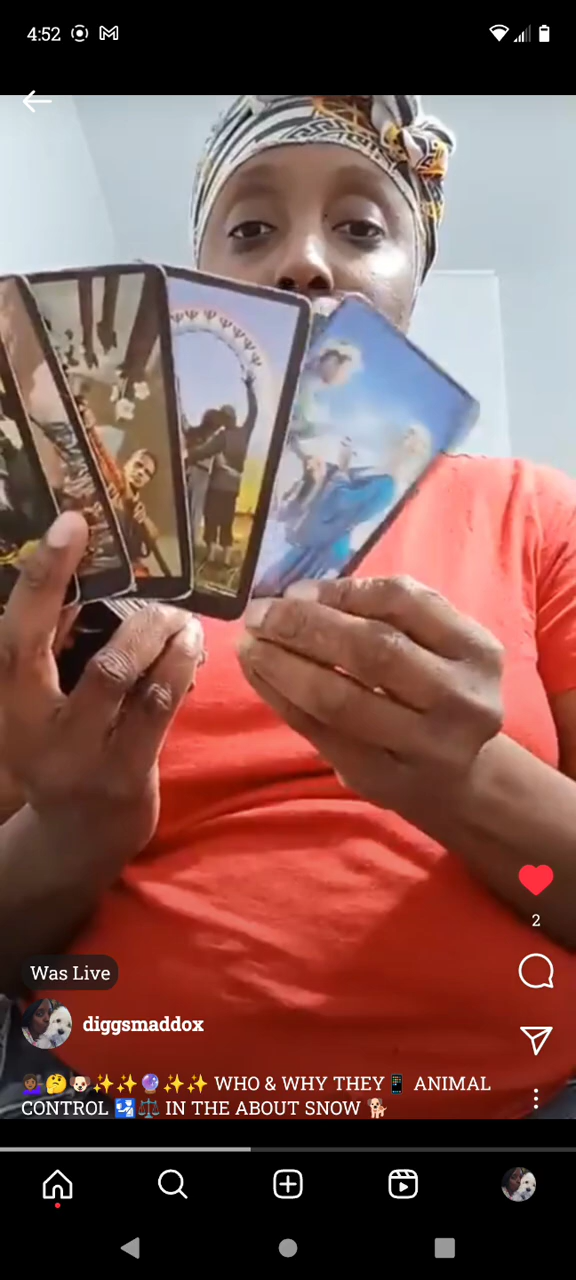 4:52
Was Live
diggsmaddox
💁🏾‍♀️🤔🐶✨✨🔮✨✨ WHO & WHY THEY📱 ANIMAL
CONTROL 🛂⚖️ IN THE ABOUT SNOW 🐕
2